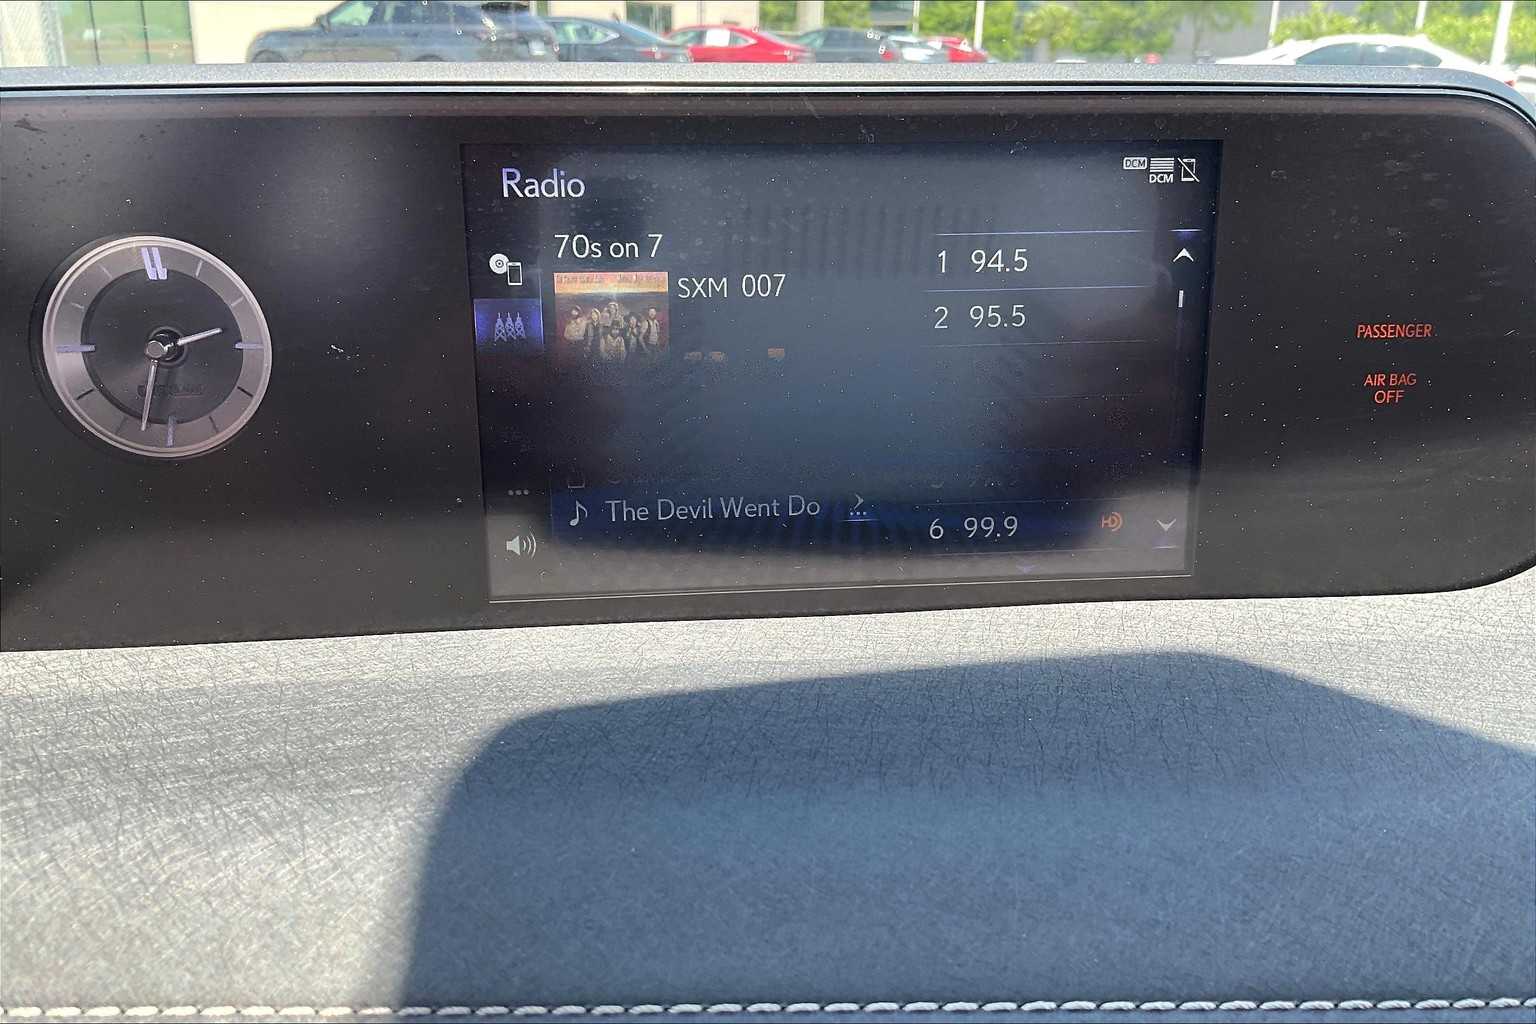 Radio
DCM
DCM
70s on 7
SXM 007
1 94.5
2 95.5
The Devil Went Do
6 99.9
HD
PASSENGER
AIR BAG
OFF